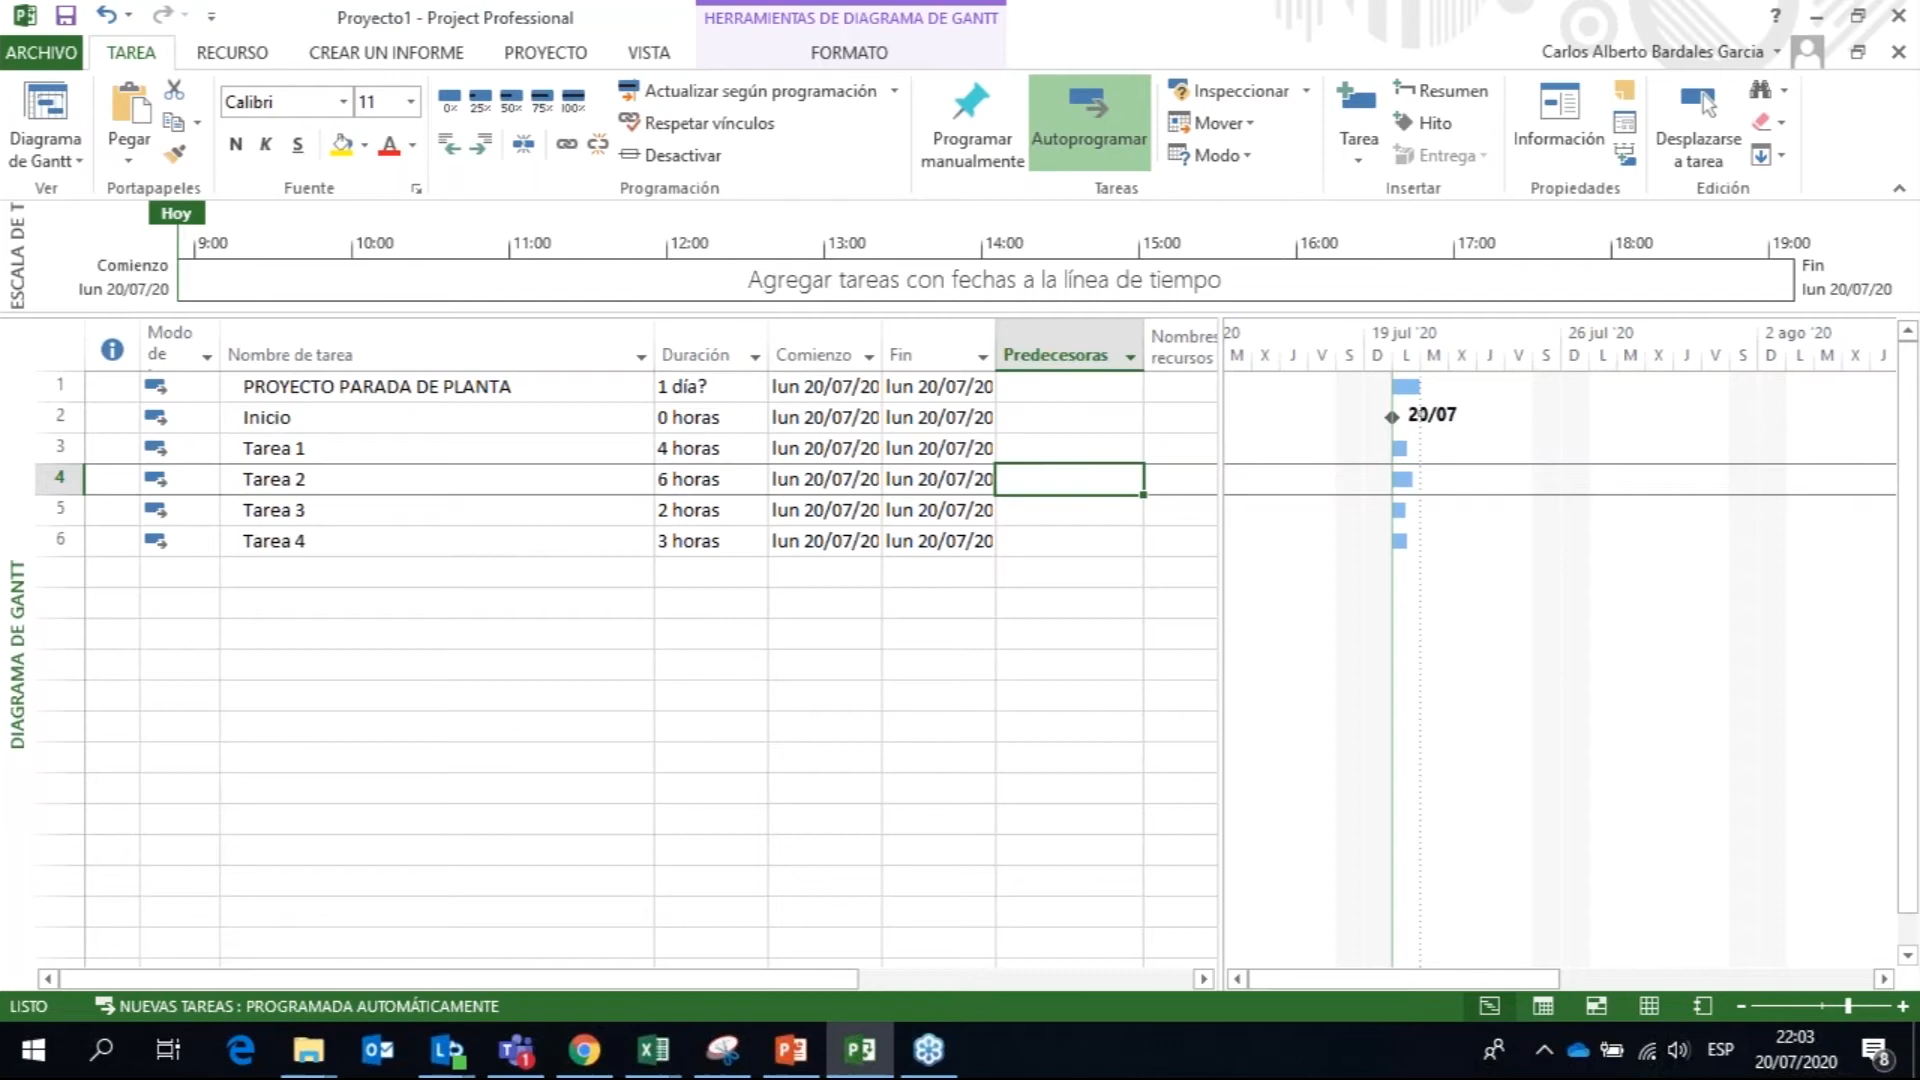 Proyecto1 - Project Professional
HERRAMIENTAS DE DIAGRAMA DE GANTT
?
ARCHIVO TAREA RECURSO CREAR UN INFORME PROYECTO VISTA FORMATO
Carlos Alberto Bardales Garcia
Diagrama de Gantt
Ver
Pegar
Portapapeles
Calibri 11
N K S
Fuente
0% 25% 50% 75% 100%
Actualizar según programación
Respetar vínculos
Desactivar
Programación
Programar manualmente
Autoprogramar
Inspeccionar
Mover
Modo
Tareas
Tarea
Resumen
Hito
Entrega
Insertar
Información
Propiedades
Desplazarse a tarea
Edición
ESCALA DE T
Hoy
9:00 10:00 11:00 12:00 13:00 14:00 15:00 16:00 17:00 18:00 19:00
Comienzo
lun 20/07/20
Agregar tareas con fechas a la línea de tiempo
Fin
lun 20/07/20
Modo de Nombre de tarea Duración Comienzo Fin Predecesoras Nombres recursos
20 19 jul '20 26 jul '20 2 ago '20
M X J V S D L M X J V S D L M X J V S D L M X J
1 PROYECTO PARADA DE PLANTA 1 día? lun 20/07/20 lun 20/07/20
2 Inicio 0 horas lun 20/07/20 lun 20/07/20
20/07
3 Tarea 1 4 horas lun 20/07/20 lun 20/07/20
4 Tarea 2 6 horas lun 20/07/20 lun 20/07/20
5 Tarea 3 2 horas lun 20/07/20 lun 20/07/20
6 Tarea 4 3 horas lun 20/07/20 lun 20/07/20
DIAGRAMA DE GANTT
LISTO NUEVAS TAREAS : PROGRAMADA AUTOMÁTICAMENTE
ESP
22:03
20/07/2020
8